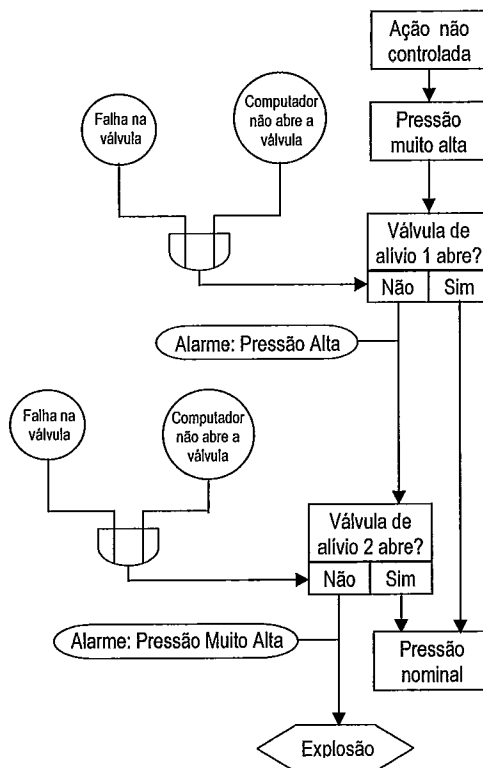 Ação não
controlada
Pressão
muito alta
Falha na
válvula
Computador
não abre a
válvula
Válvula de
alívio 1 abre?
Não
Sim
Alarme: Pressão Alta
Falha na
válvula
Computador
não abre a
válvula
Válvula de
alívio 2 abre?
Não
Sim
Alarme: Pressão Muito Alta
Pressão
nominal
Explosão